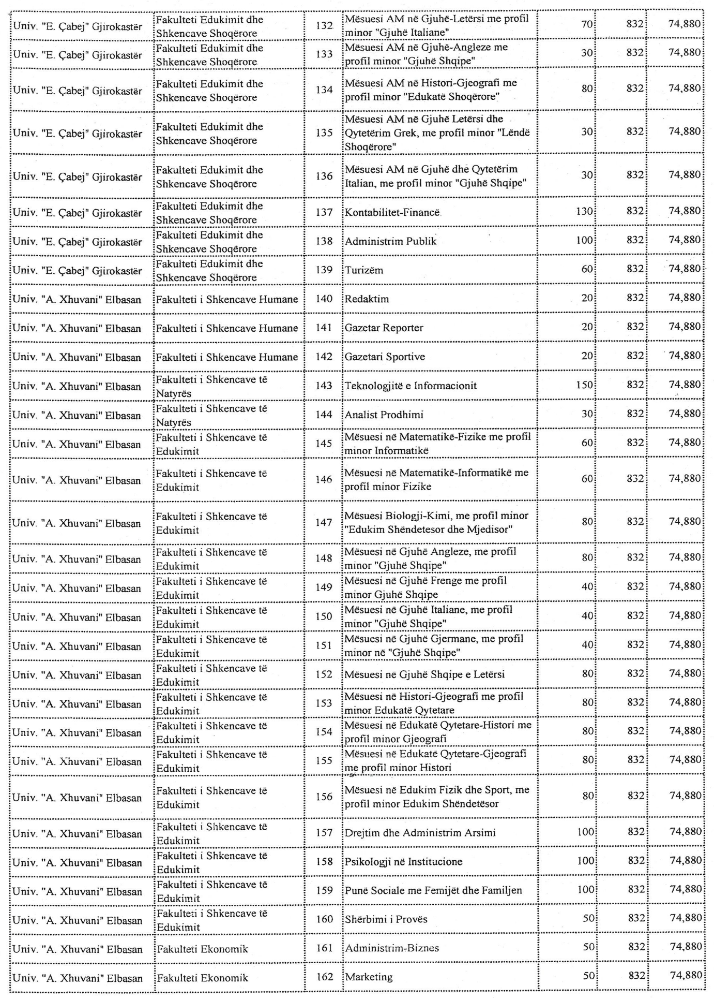 Univ. "E. Çabej" Gjirokastër Fakulteti Edukimit dhe Shkencave Shoqërore 132 Mësuesi AM në Gjuhë-Letërsi me profil minor "Gjuhë Italiane" 70 832 74,880
Univ. "E. Çabej" Gjirokastër Fakulteti Edukimit dhe Shkencave Shoqërore 133 Mësuesi AM në Gjuhë-Angleze me profil minor "Gjuhë Shqipe" 30 832 74,880
Univ. "E. Çabej" Gjirokastër Fakulteti Edukimit dhe Shkencave Shoqërore 134 Mësuesi AM në Histori-Gjeografi me profil minor "Edukatë Shoqërore" 80 832 74,880
Univ. "E. Çabej" Gjirokastër Fakulteti Edukimit dhe Shkencave Shoqërore 135 Mësuesi AM në Gjuhë Letërsi dhe Qytetërim Grek, me profil minor "Lëndë Shoqërore" 30 832 74,880
Univ. "E. Çabej" Gjirokastër Fakulteti Edukimit dhe Shkencave Shoqërore 136 Mësuesi AM në Gjuhë dhe Qytetërim Italian, me profil minor "Gjuhë Shqipe" 30 832 74,880
Univ. "E. Çabej" Gjirokastër Fakulteti Edukimit dhe Shkencave Shoqërore 137 Kontabilitet-Financë 130 832 74,880
Univ. "E. Çabej" Gjirokastër Fakulteti Edukimit dhe Shkencave Shoqërore 138 Administrim Publik 100 832 74,880
Univ. "E. Çabej" Gjirokastër Fakulteti Edukimit dhe Shkencave Shoqërore 139 Turizëm 60 832 74,880
Univ. "A. Xhuvani" Elbasan Fakulteti i Shkencave Humane 140 Redaktim 20 832 74,880
Univ. "A. Xhuvani" Elbasan Fakulteti i Shkencave Humane 141 Gazetar Reporter 20 832 74,880
Univ. "A. Xhuvani" Elbasan Fakulteti i Shkencave Humane 142 Gazetari Sportive 20 832 74,880
Univ. "A. Xhuvani" Elbasan Fakulteti i Shkencave të Natyrës 143 Teknologjitë e Informacionit 150 832 74,880
Univ. "A. Xhuvani" Elbasan Fakulteti i Shkencave të Natyrës 144 Analist Prodhimi 30 832 74,880
Univ. "A. Xhuvani" Elbasan Fakulteti i Shkencave të Edukimit 145 Mësuesi në Matematikë-Fizike me profil minor Informatikë 60 832 74,880
Univ. "A. Xhuvani" Elbasan Fakulteti i Shkencave të Edukimit 146 Mësuesi në Matematikë-Informatikë me profil minor Fizike 60 832 74,880
Univ. "A. Xhuvani" Elbasan Fakulteti i Shkencave të Edukimit 147 Mësuesi Biologji-Kimi, me profil minor "Edukim Shëndetesor dhe Mjedisor" 80 832 74,880
Univ. "A. Xhuvani" Elbasan Fakulteti i Shkencave të Edukimit 148 Mësuesi në Gjuhë Angleze, me profil minor "Gjuhë Shqipe" 80 832 74,880
Univ. "A. Xhuvani" Elbasan Fakulteti i Shkencave të Edukimit 149 Mësuesi në Gjuhë Frenge me profil minor Gjuhë Shqipe 40 832 74,880
Univ. "A. Xhuvani" Elbasan Fakulteti i Shkencave të Edukimit 150 Mësuesi në Gjuhë Italiane, me profil minor "Gjuhë Shqipe" 40 832 74,880
Univ. "A. Xhuvani" Elbasan Fakulteti i Shkencave të Edukimit 151 Mësuesi në Gjuhë Gjermane, me profil minor në "Gjuhë Shqipe" 40 832 74,880
Univ. "A. Xhuvani" Elbasan Fakulteti i Shkencave të Edukimit 152 Mësuesi në Gjuhë Shqipe e Letërsi 80 832 74,880
Univ. "A. Xhuvani" Elbasan Fakulteti i Shkencave të Edukimit 153 Mësuesi në Histori-Gjeografi me profil minor Edukatë Qytetare 80 832 74,880
Univ. "A. Xhuvani" Elbasan Fakulteti i Shkencave të Edukimit 154 Mësuesi në Edukatë Qytetare-Histori me profil minor Gjeografi 80 832 74,880
Univ. "A. Xhuvani" Elbasan Fakulteti i Shkencave të Edukimit 155 Mësuesi në Edukatë Qytetare-Gjeografi me profil minor Histori 80 832 74,880
Univ. "A. Xhuvani" Elbasan Fakulteti i Shkencave të Edukimit 156 Mësuesi në Edukim Fizik dhe Sport, me profil minor Edukim Shëndetësor 80 832 74,880
Univ. "A. Xhuvani" Elbasan Fakulteti i Shkencave të Edukimit 157 Drejtim dhe Administrim Arsimi 100 832 74,880
Univ. "A. Xhuvani" Elbasan Fakulteti i Shkencave të Edukimit 158 Psikologji në Institucione 100 832 74,880
Univ. "A. Xhuvani" Elbasan Fakulteti i Shkencave të Edukimit 159 Punë Sociale me Femijët dhe Familjen 100 832 74,880
Univ. "A. Xhuvani" Elbasan Fakulteti i Shkencave të Edukimit 160 Shërbimi i Provës 50 832 74,880
Univ. "A. Xhuvani" Elbasan Fakulteti Ekonomik 161 Administrim-Biznes 50 832 74,880
Univ. "A. Xhuvani" Elbasan Fakulteti Ekonomik 162 Marketing 50 832 74,880